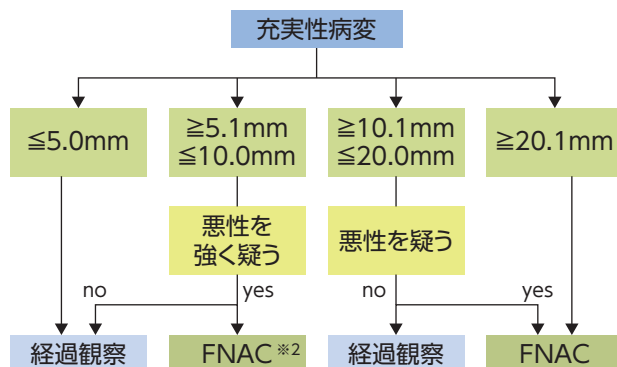 充実性病変
≦5.0mm
≧5.1mm
≦10.0mm
≧10.1mm
≦20.0mm
≧20.1mm
悪性を
強く疑う
悪性を疑う
no
yes
no
yes
経過観察
FNAC※2
経過観察
FNAC